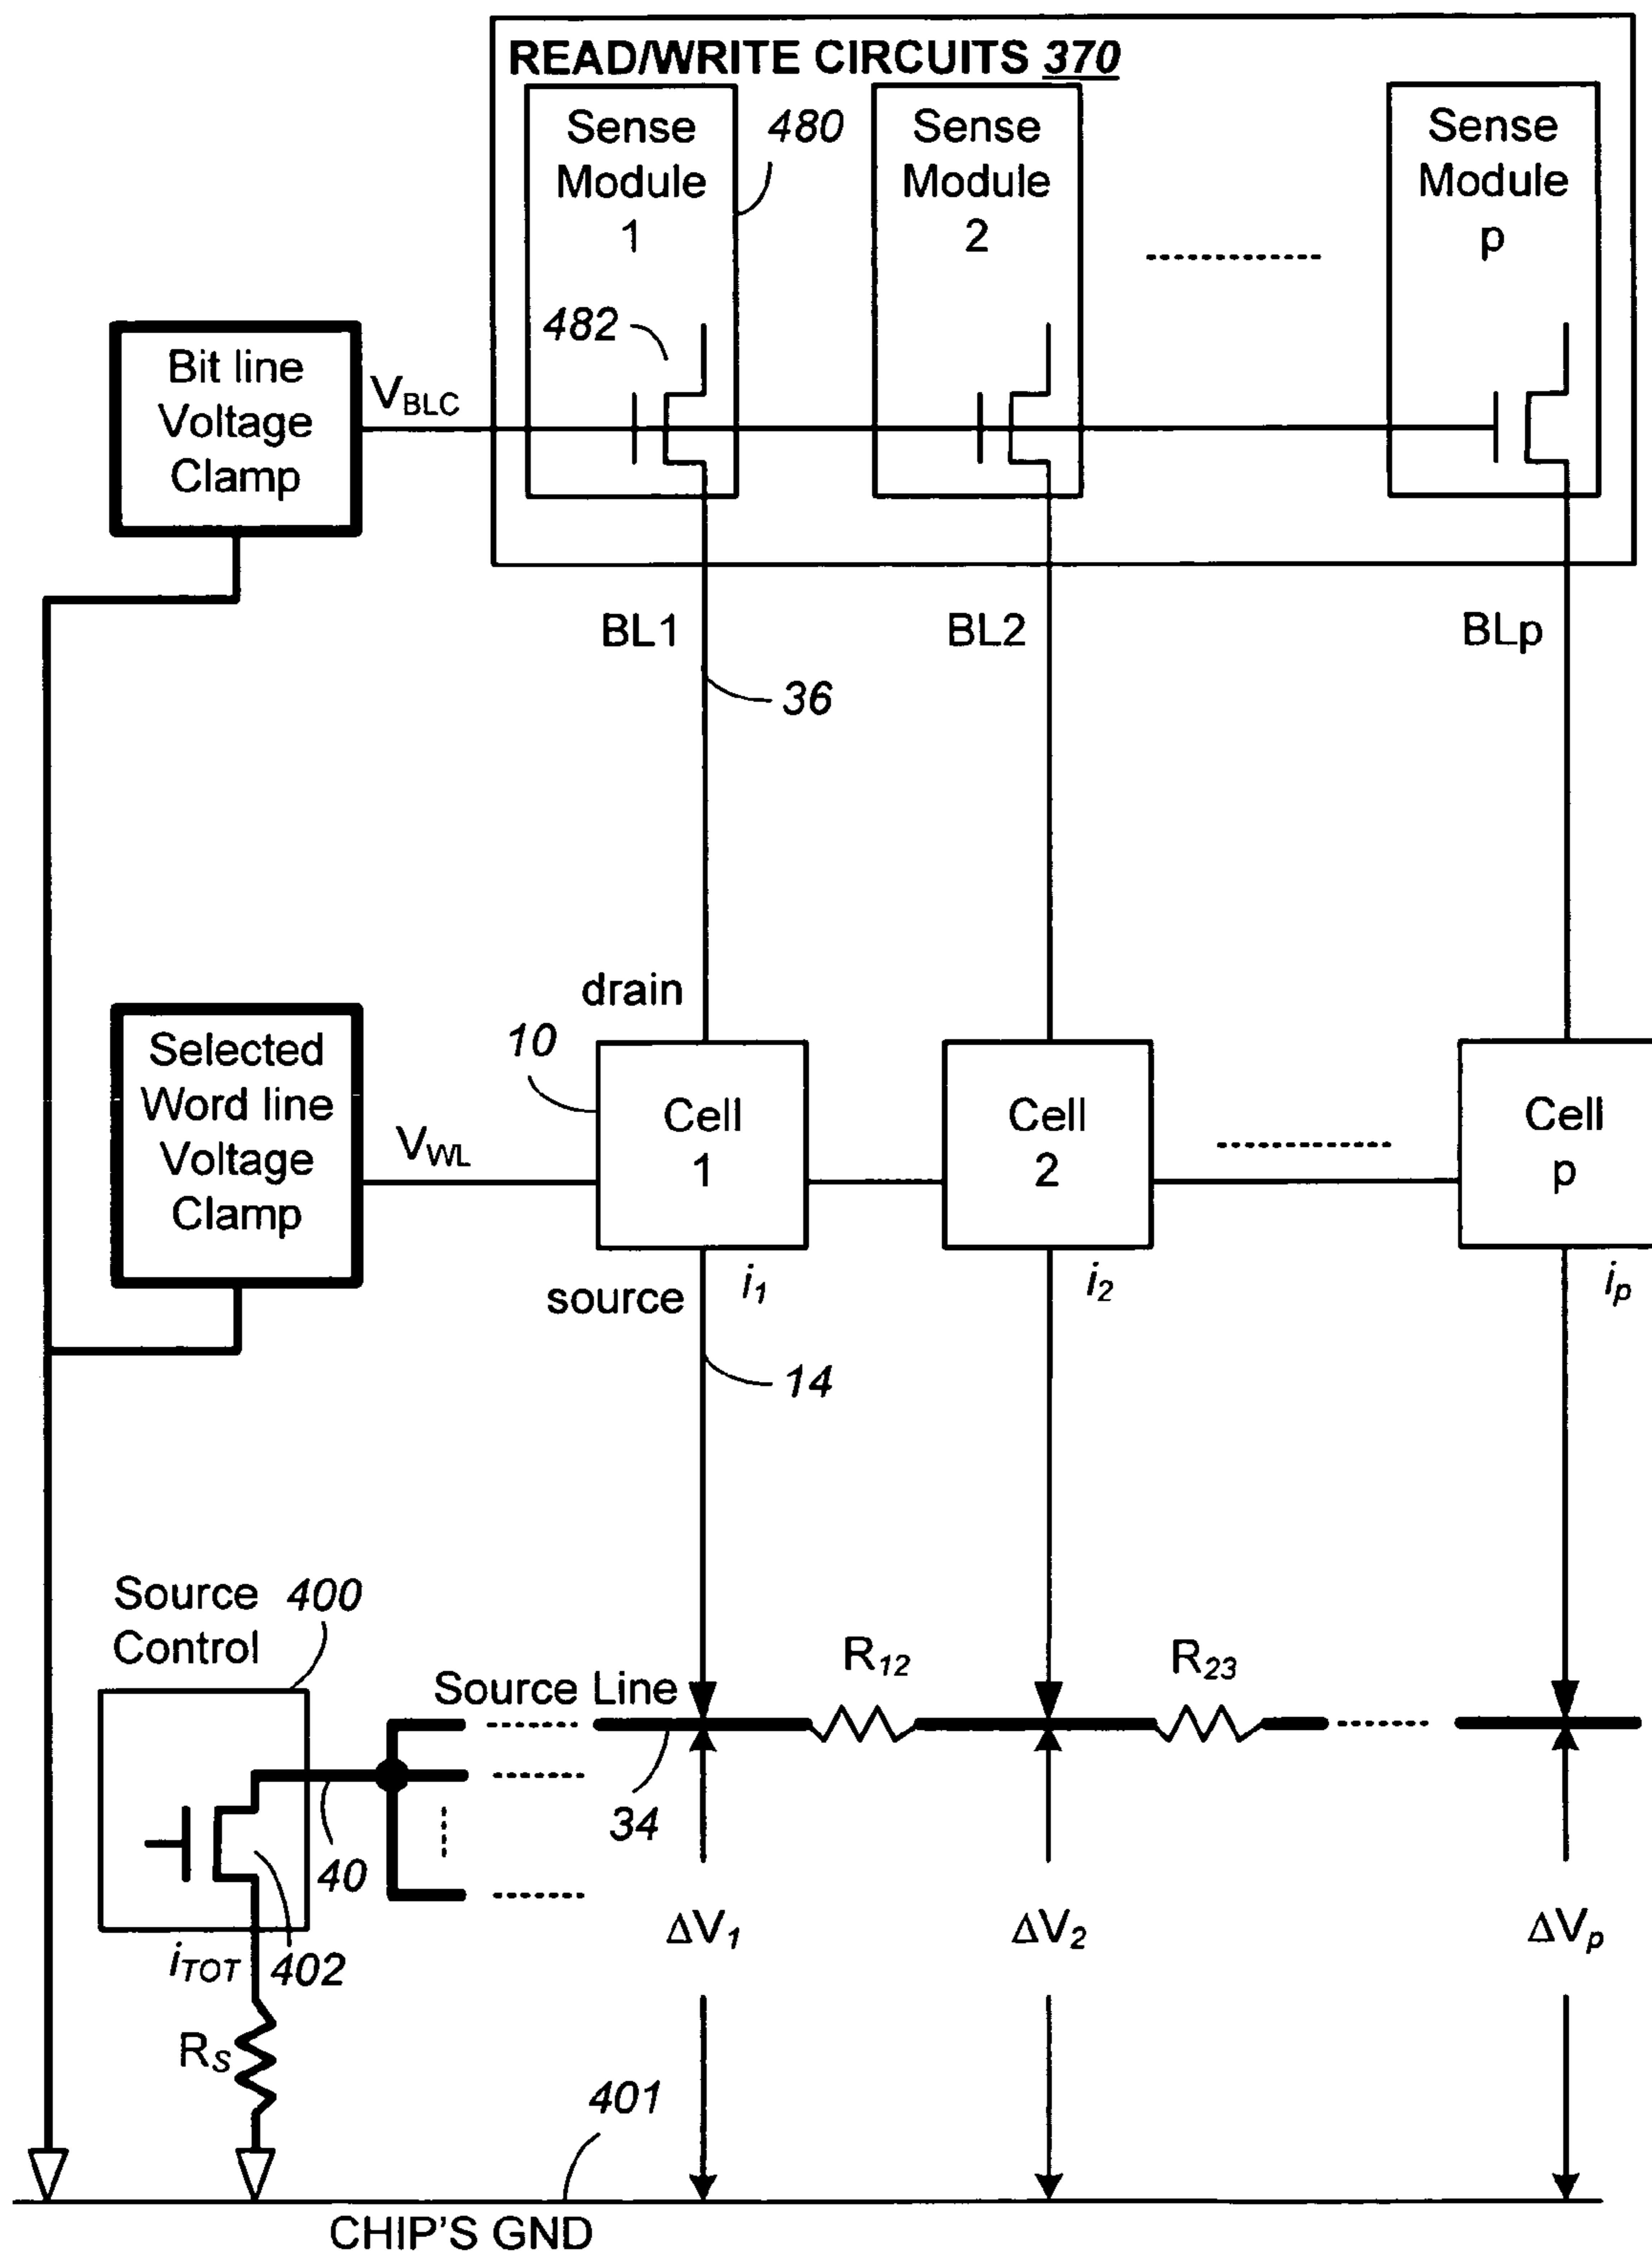 READ/WRITE CIRCUITS 370
Sense
Module
1
480
Sense
Module
2
Sense
Module
p
482
Bit line
Voltage
Clamp
VBLC
BL1
BL2
BLp
36
drain
10
Selected
Word line
Voltage
Clamp
VWL
Cell
1
Cell
2
Cell
p
source
i1
i2
ip
14
Source
Control
400
Source Line
R12
R23
34
40
ΔV1
ΔV2
ΔVp
iTOT
402
RS
401
CHIP'S GND